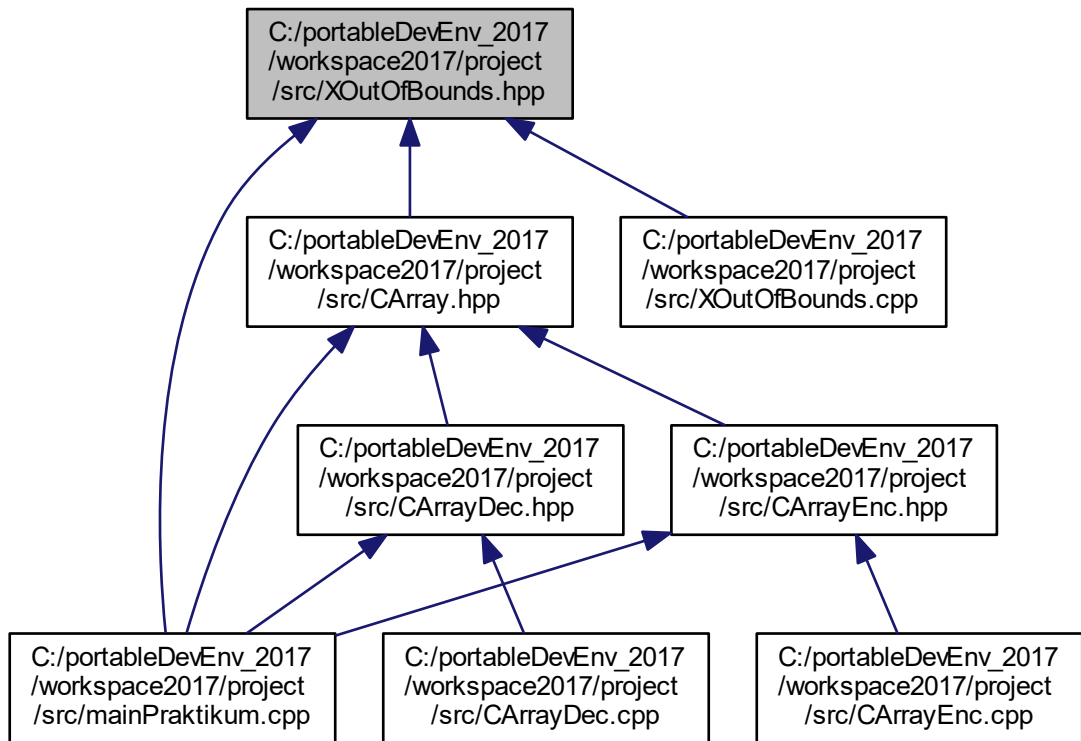 C:/portableDevEnv_2017
/workspace2017/project
/src/XOutOfBounds.hpp
C:/portableDevEnv_2017
/workspace2017/project
/src/CArray.hpp
C:/portableDevEnv_2017
/workspace2017/project
/src/XOutOfBounds.cpp
C:/portableDevEnv_2017
/workspace2017/project
/src/CArrayDec.hpp
C:/portableDevEnv_2017
/workspace2017/project
/src/CArrayEnc.hpp
C:/portableDevEnv_2017
/workspace2017/project
/src/mainPraktikum.cpp
C:/portableDevEnv_2017
/workspace2017/project
/src/CArrayDec.cpp
C:/portableDevEnv_2017
/workspace2017/project
/src/CArrayEnc.cpp